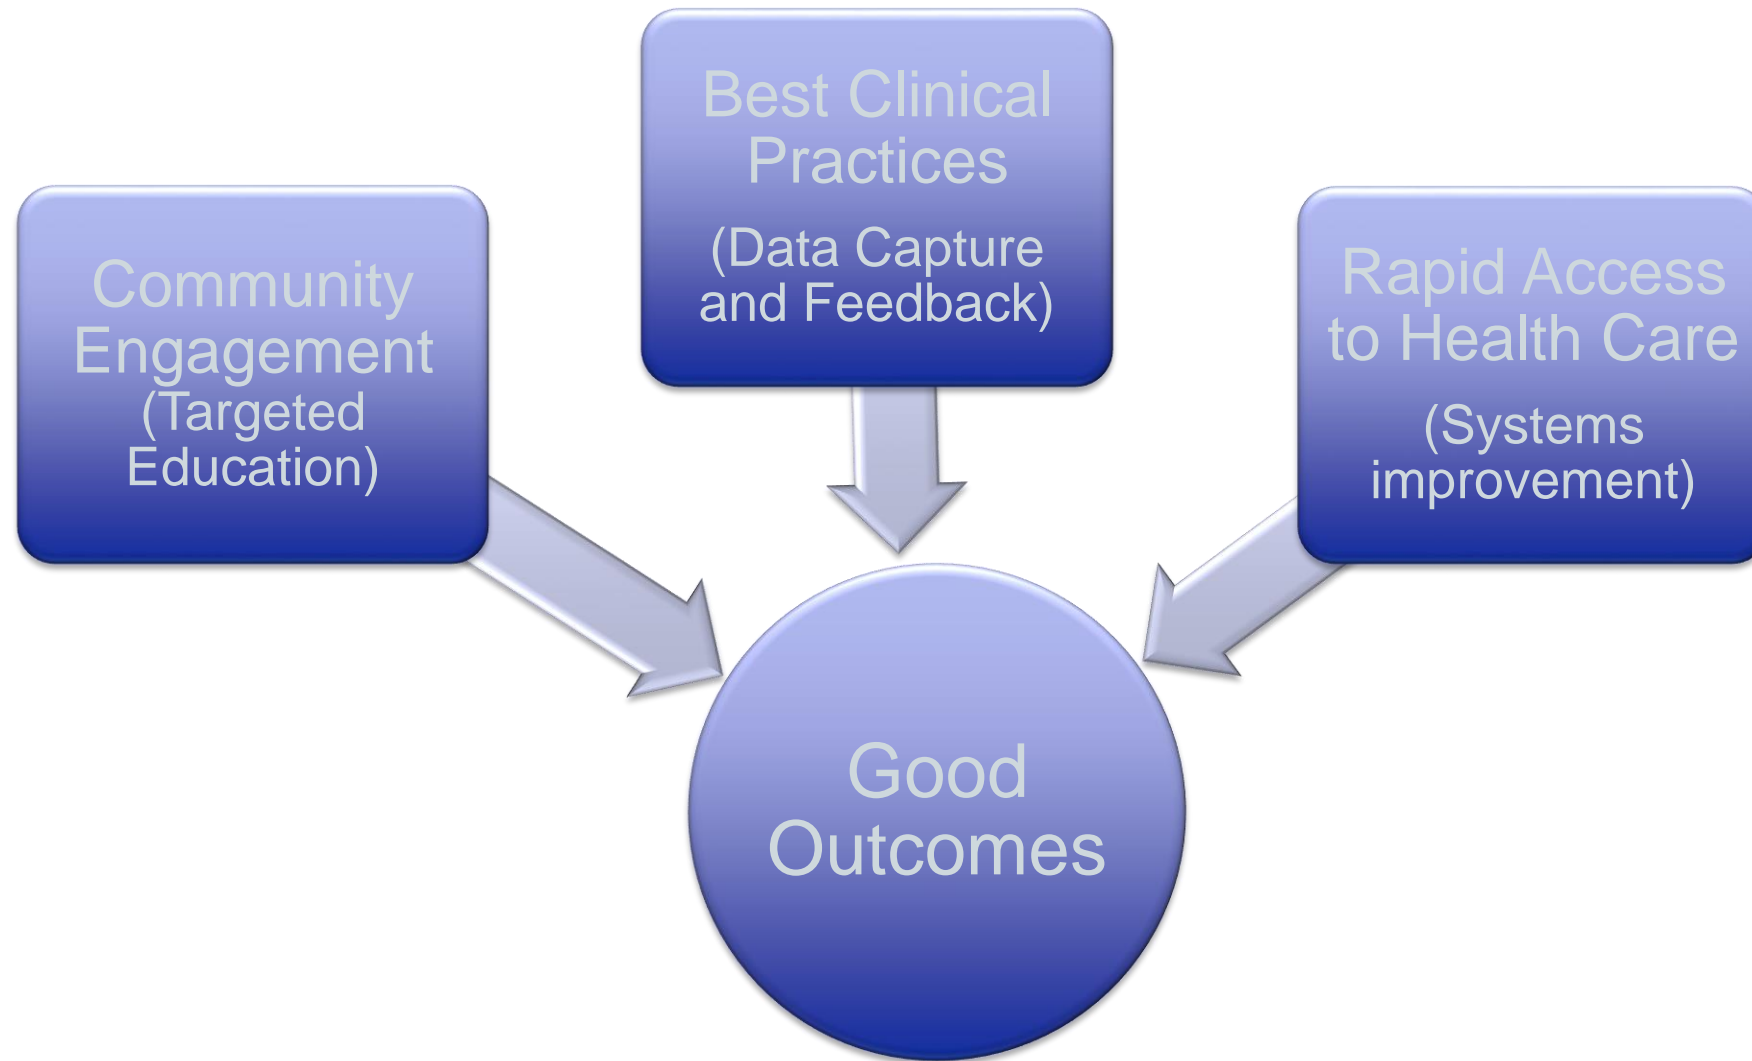 Community
Engagement
(Targeted
Education)
Best Clinical
Practices
(Data Capture
and Feedback)
Rapid Access
to Health Care
(Systems
improvement)
Good
Outcomes